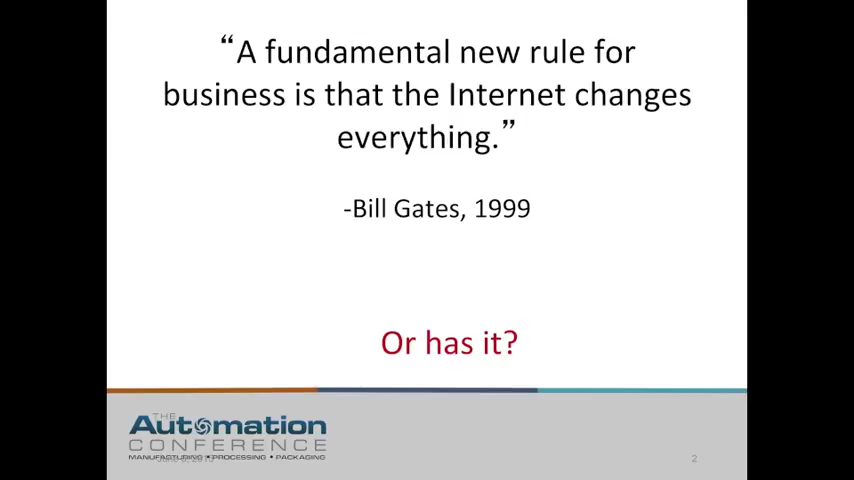 “A fundamental new rule for
business is that the Internet changes
everything.”
-Bill Gates, 1999
Or has it?
THE
Automation
CONFERENCE
MANUFACTURING • PROCESSING • PACKAGING
2